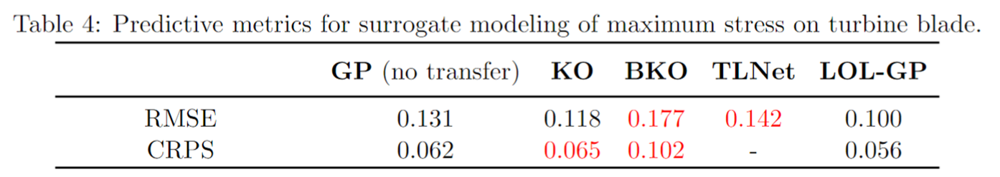 Table 4: Predictive metrics for surrogate modeling of maximum stress on turbine blade.
GP (no transfer) KO BKO TLNet LOL-GP
RMSE 0.131 0.118 0.177 0.142 0.100
CRPS 0.062 0.065 0.102 - 0.056